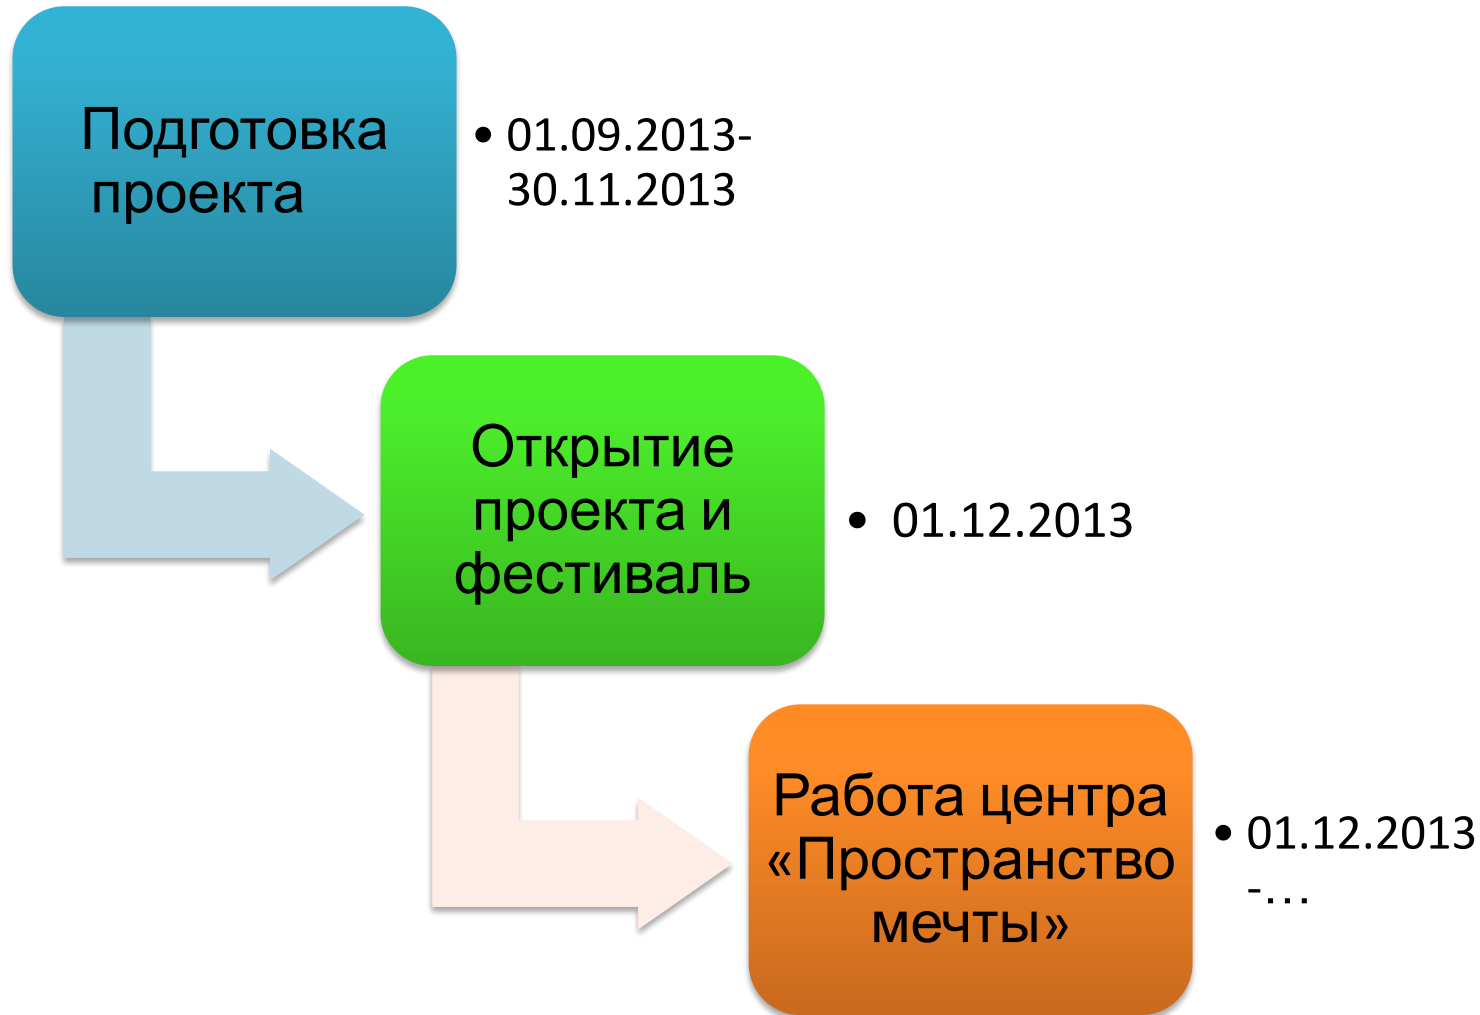 Подготовка
проекта
• 01.09.2013-
30.11.2013
Открытие
проекта и
фестиваль
• 01.12.2013
Работа центра
«Пространство
мечты»
• 01.12.2013
-…